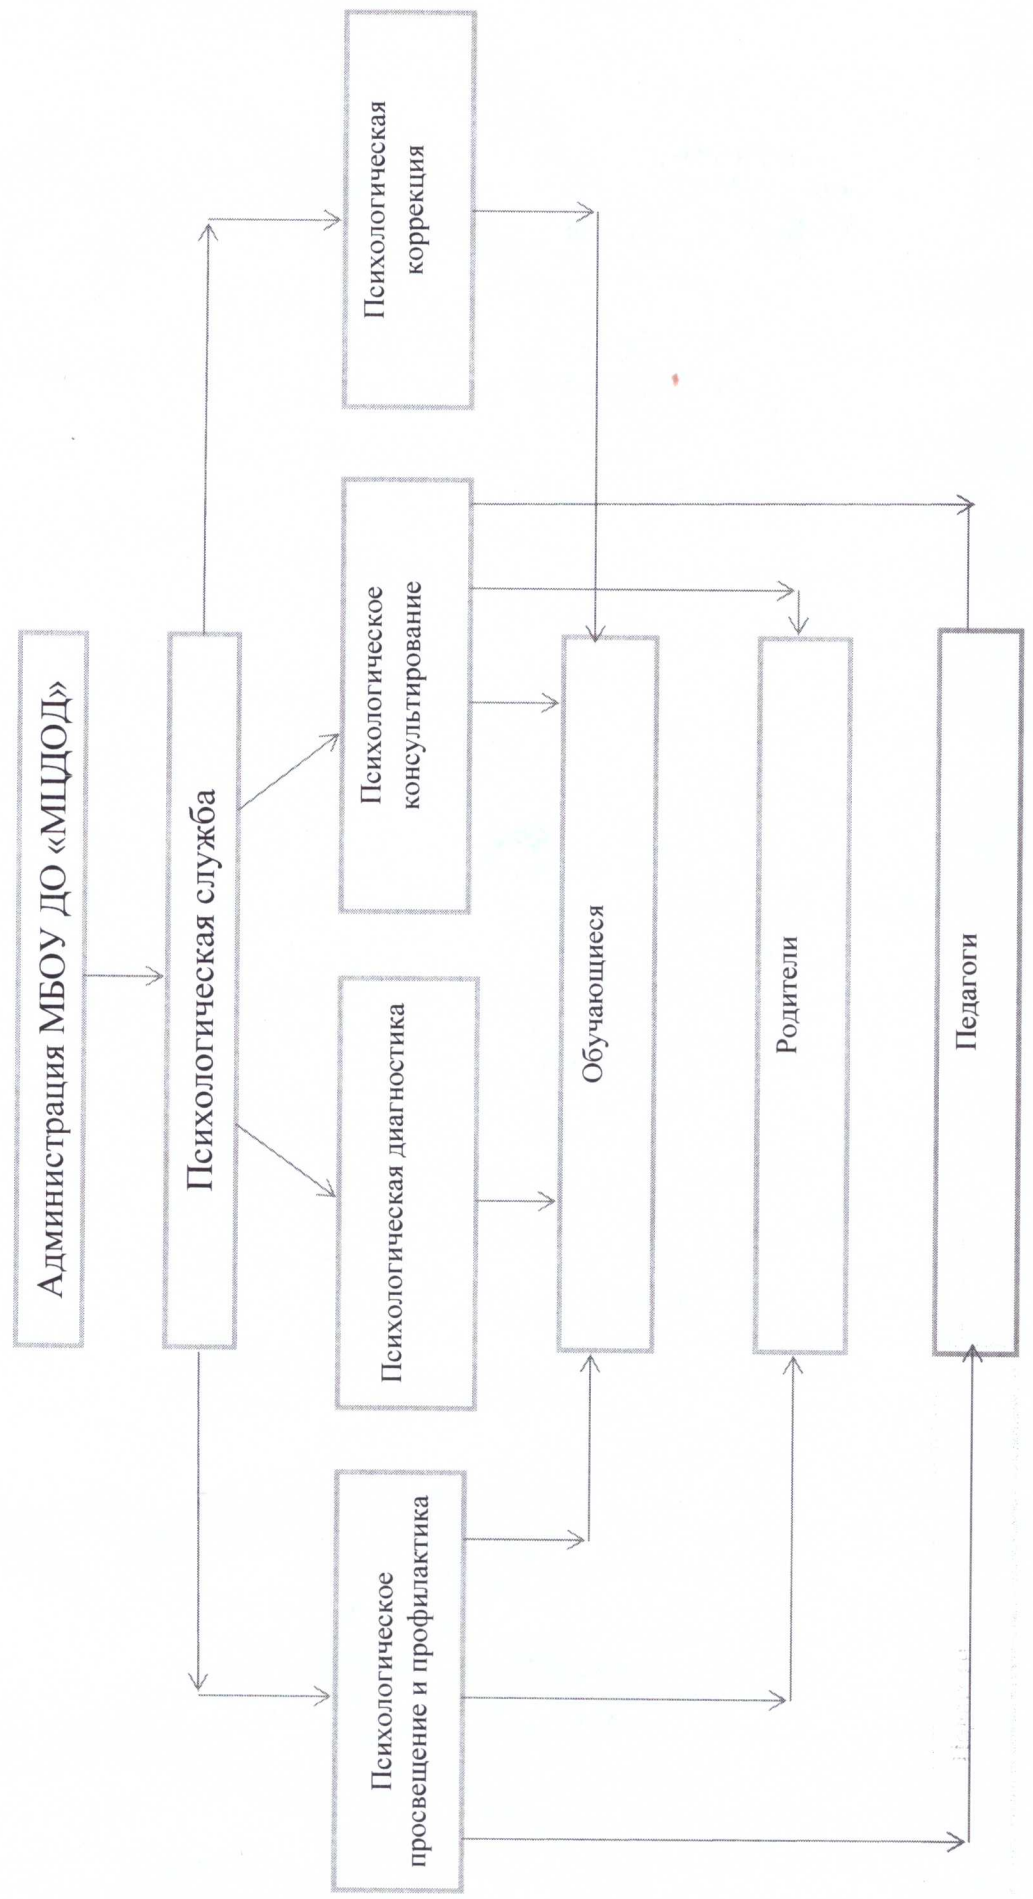 Администрация МБОУ ДО «МЦДОД»
Психологическая служба
Психологическое
просвещение и профилактика
Психологическая диагностика
Психологическое
консультирование
Психологическая
коррекция
Обучающиеся
Родители
Педагоги